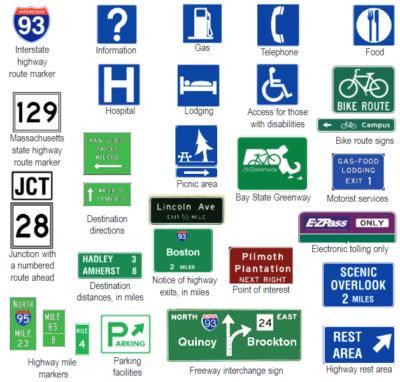 INTERSTATE
93
Interstate
highway
route marker
?
Information
Gas
Telephone
Food
H
Hospital
Lodging
Access for those
with disabilities
BIKE ROUTE
Campus
Bike route signs
129
Massachusetts
state highway
route marker
Destination
directions
Picnic area
Bay State Greenway
GAS-FOOD
LODGING
EXIT 1
Motorist services
JCT
28
Junction with
a numbered
route ahead
HADLEY 3
AMHERST 8
Destination
distances, in miles
Lincoln Ave
EXIT ½ MILE
93
Boston
2 MILES
Notice of highway
exits, in miles
Plimoth
Plantation
NEXT RIGHT
Point of interest
E-ZPass ONLY
Electronic tolling only
SCENIC
OVERLOOK
2 MILES
NORTH
95
MILE
23
MILE
85
8
MILE
4
Highway mile
markers
P
PARKING
Parking
facilities
NORTH 93
Quincy
24 EAST
Brockton
Freeway interchange sign
REST
AREA
Highway rest area